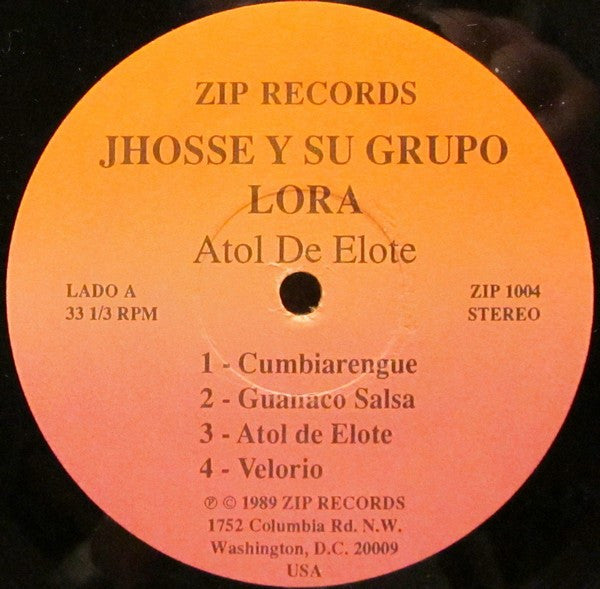 ZIP RECORDS
JHOSSE Y SU GRUPO
LORA
Atol De Elote
LADO A
33 1/3 RPM
ZIP 1004
STEREO
1 - Cumbiarengue
2 - Guanaco Salsa
3 - Atol de Elote
4 - Velorio
℗ © 1989 ZIP RECORDS
1752 Columbia Rd. N.W.
Washington, D.C. 20009
USA